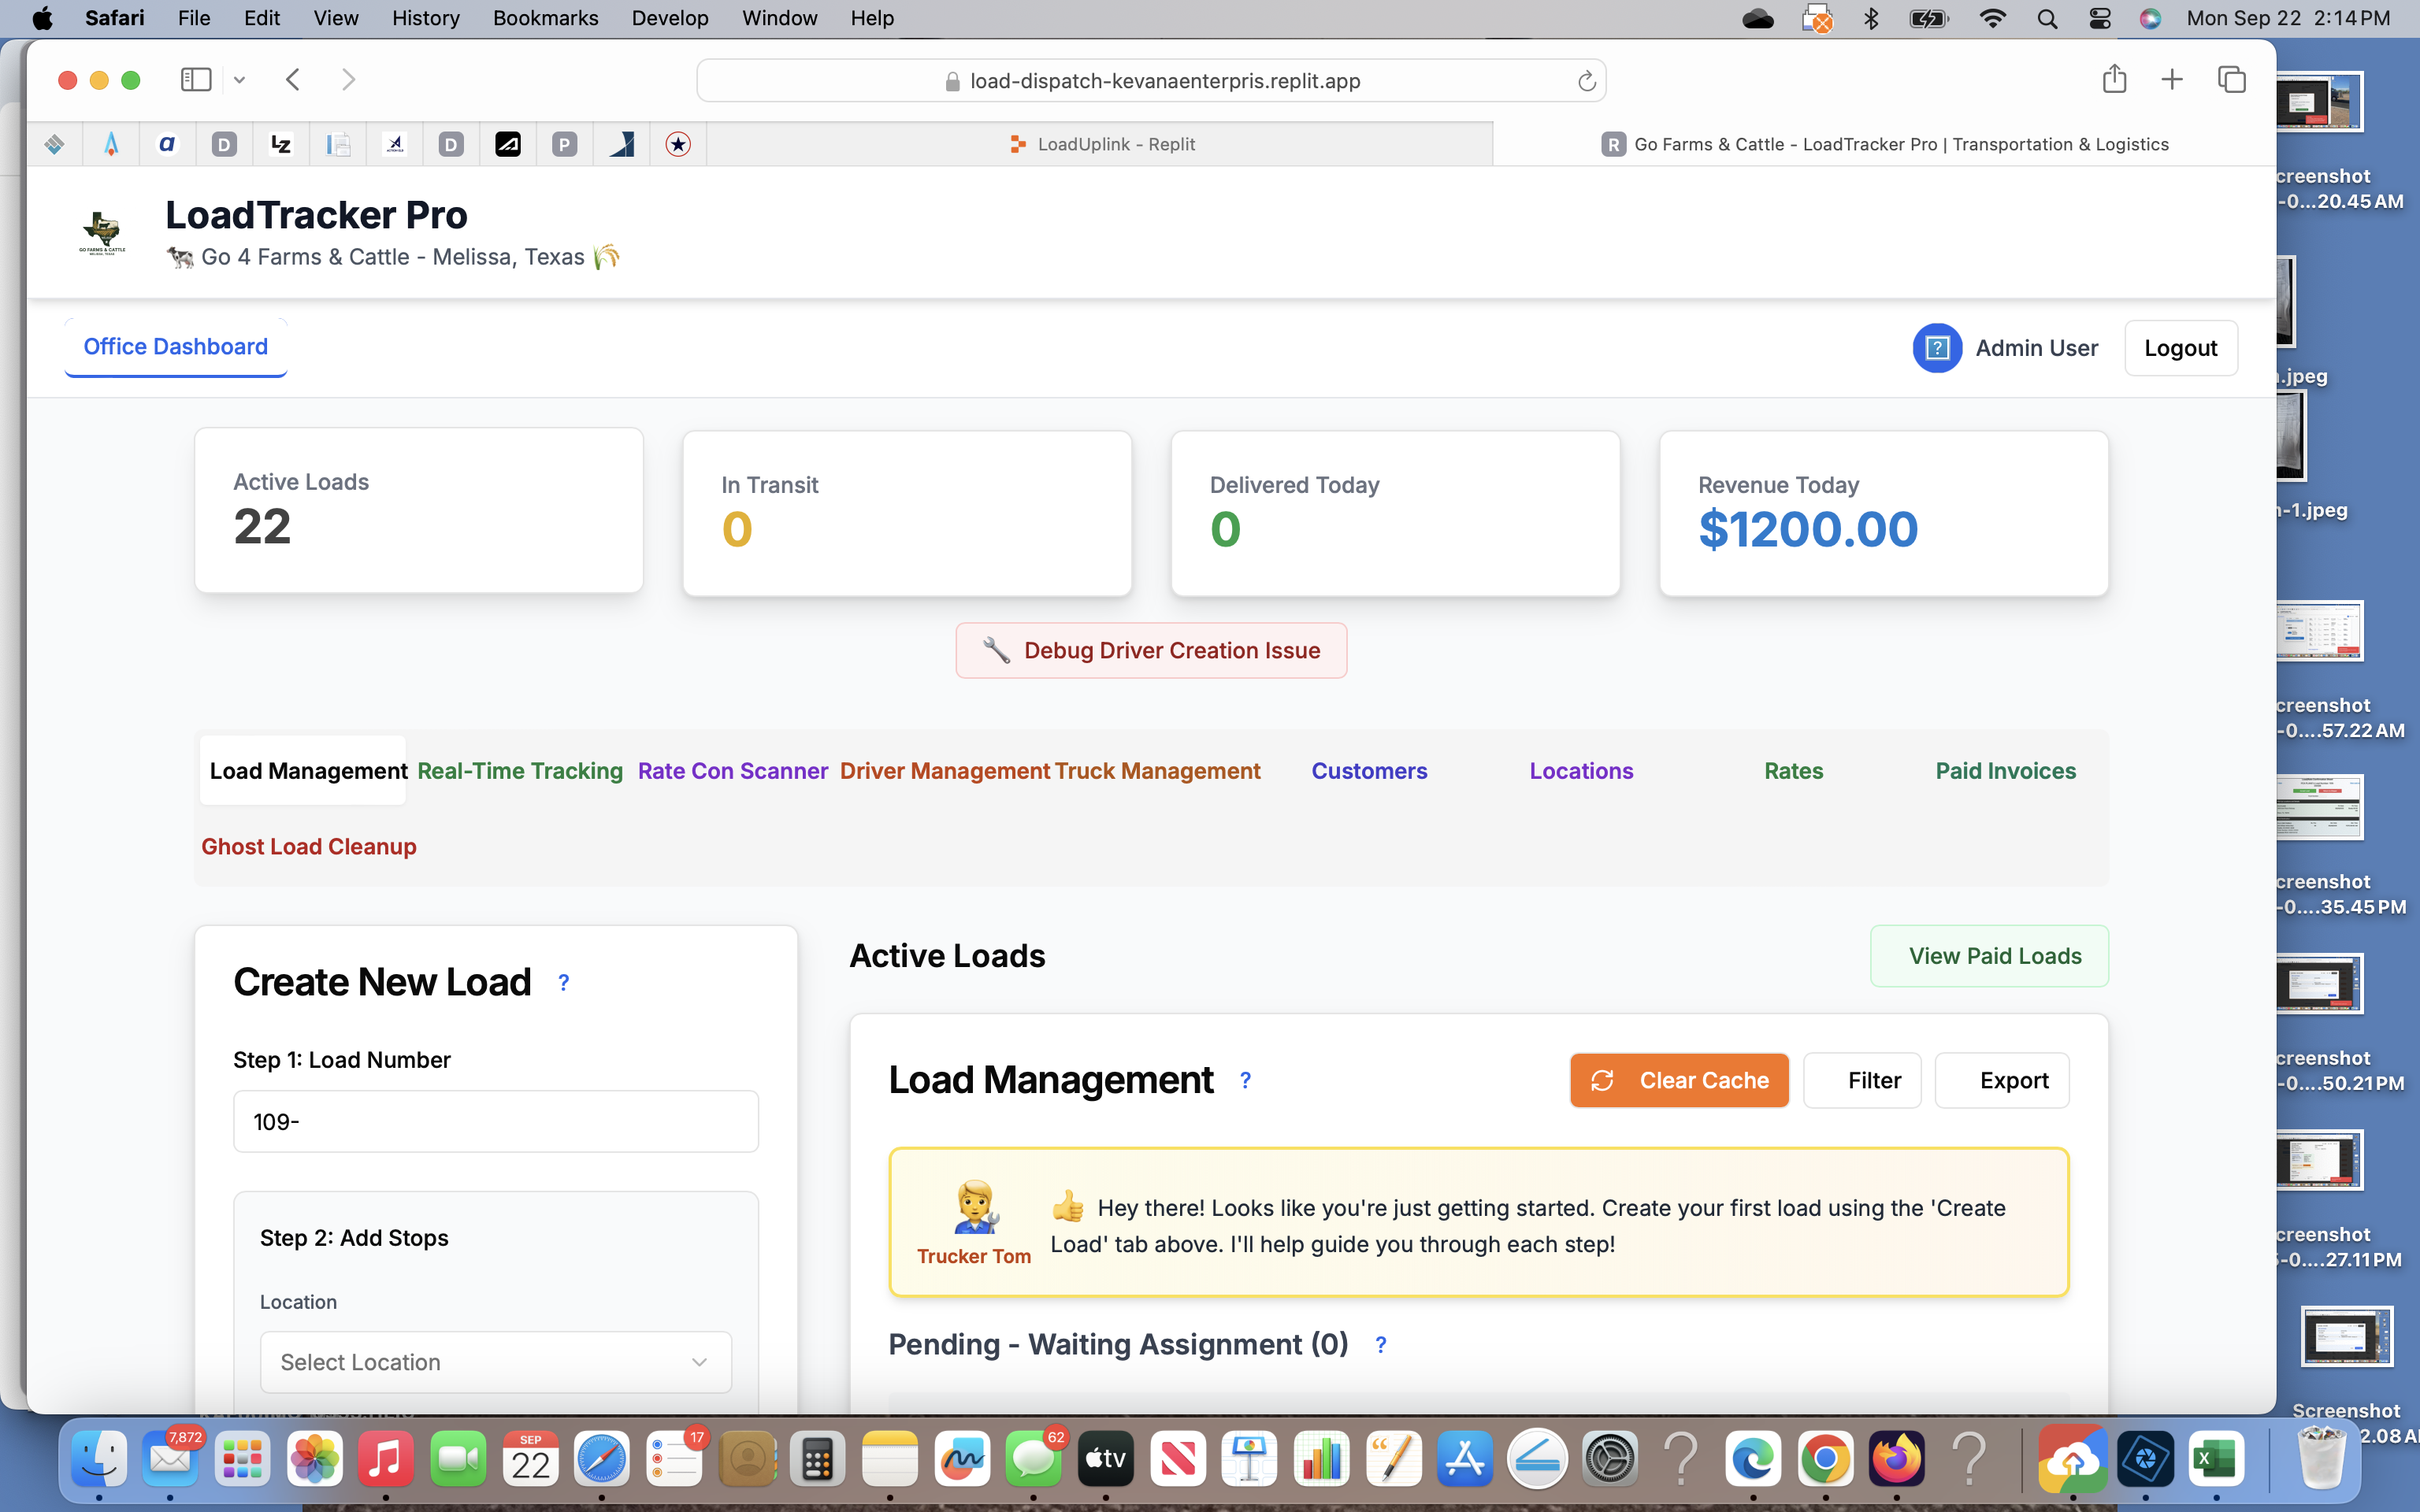 Safari File Edit View History Bookmarks Develop Window Help Mon Sep 22 2:14 PM
load-dispatch-kevanaenterpris.replit.app
a D LZ D P LoadUplink - Replit R Go Farms & Cattle - LoadTracker Pro | Transportation & Logistics
LoadTracker Pro
GO FARMS & CATTLE
MELISSA, TEXAS
Go 4 Farms & Cattle - Melissa, Texas
Office Dashboard
? Admin User
Logout
Active Loads
22
In Transit
0
Delivered Today
0
Revenue Today
$1200.00
Debug Driver Creation Issue
Load Management Real-Time Tracking Rate Con Scanner Driver Management Truck Management Customers Locations Rates Paid Invoices
Ghost Load Cleanup
Create New Load ?
Step 1: Load Number
109-
Step 2: Add Stops
Location
Select Location
Active Loads
View Paid Loads
Load Management ?
Clear Cache
Filter
Export
Trucker Tom
Hey there! Looks like you're just getting started. Create your first load using the 'Create
Load' tab above. I'll help guide you through each step!
Pending - Waiting Assignment (0) ?
creenshot
-0...20.45 AM
.jpeg
-1.jpeg
creenshot
-0....57.22 AM
creenshot
-0....35.45 PM
creenshot
-0....50.21 PM
creenshot
-0....27.11 PM
Screenshot
2.08 A
7,872
SEP
22
17
62
tv
X